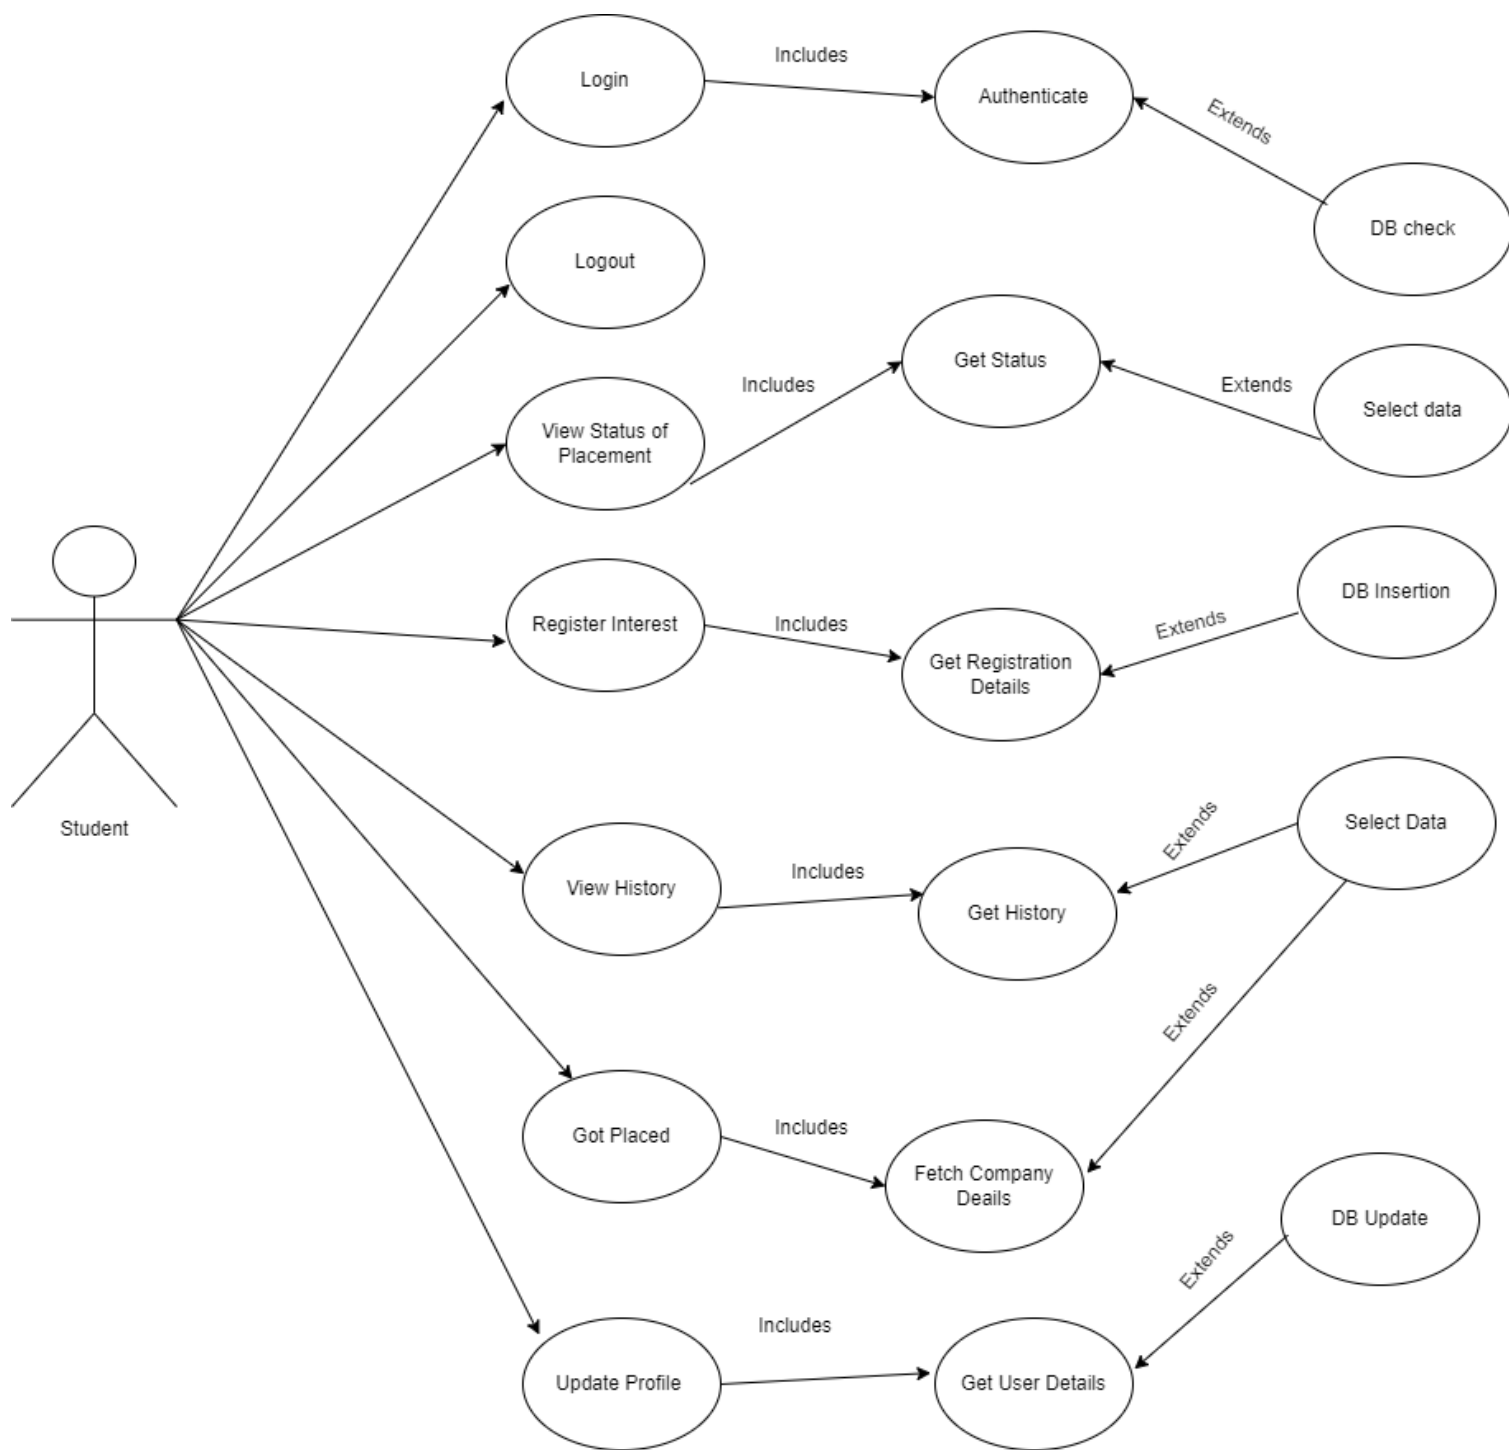 Login
Includes
Authenticate
Extends
DB check
Logout
View Status of
Placement
Includes
Get Status
Extends
Select data
Student
Register Interest
Includes
Get Registration
Details
Extends
DB Insertion
View History
Includes
Get History
Extends
Select Data
Extends
Got Placed
Includes
Fetch Company
Deails
Update Profile
Includes
Get User Details
Extends
DB Update